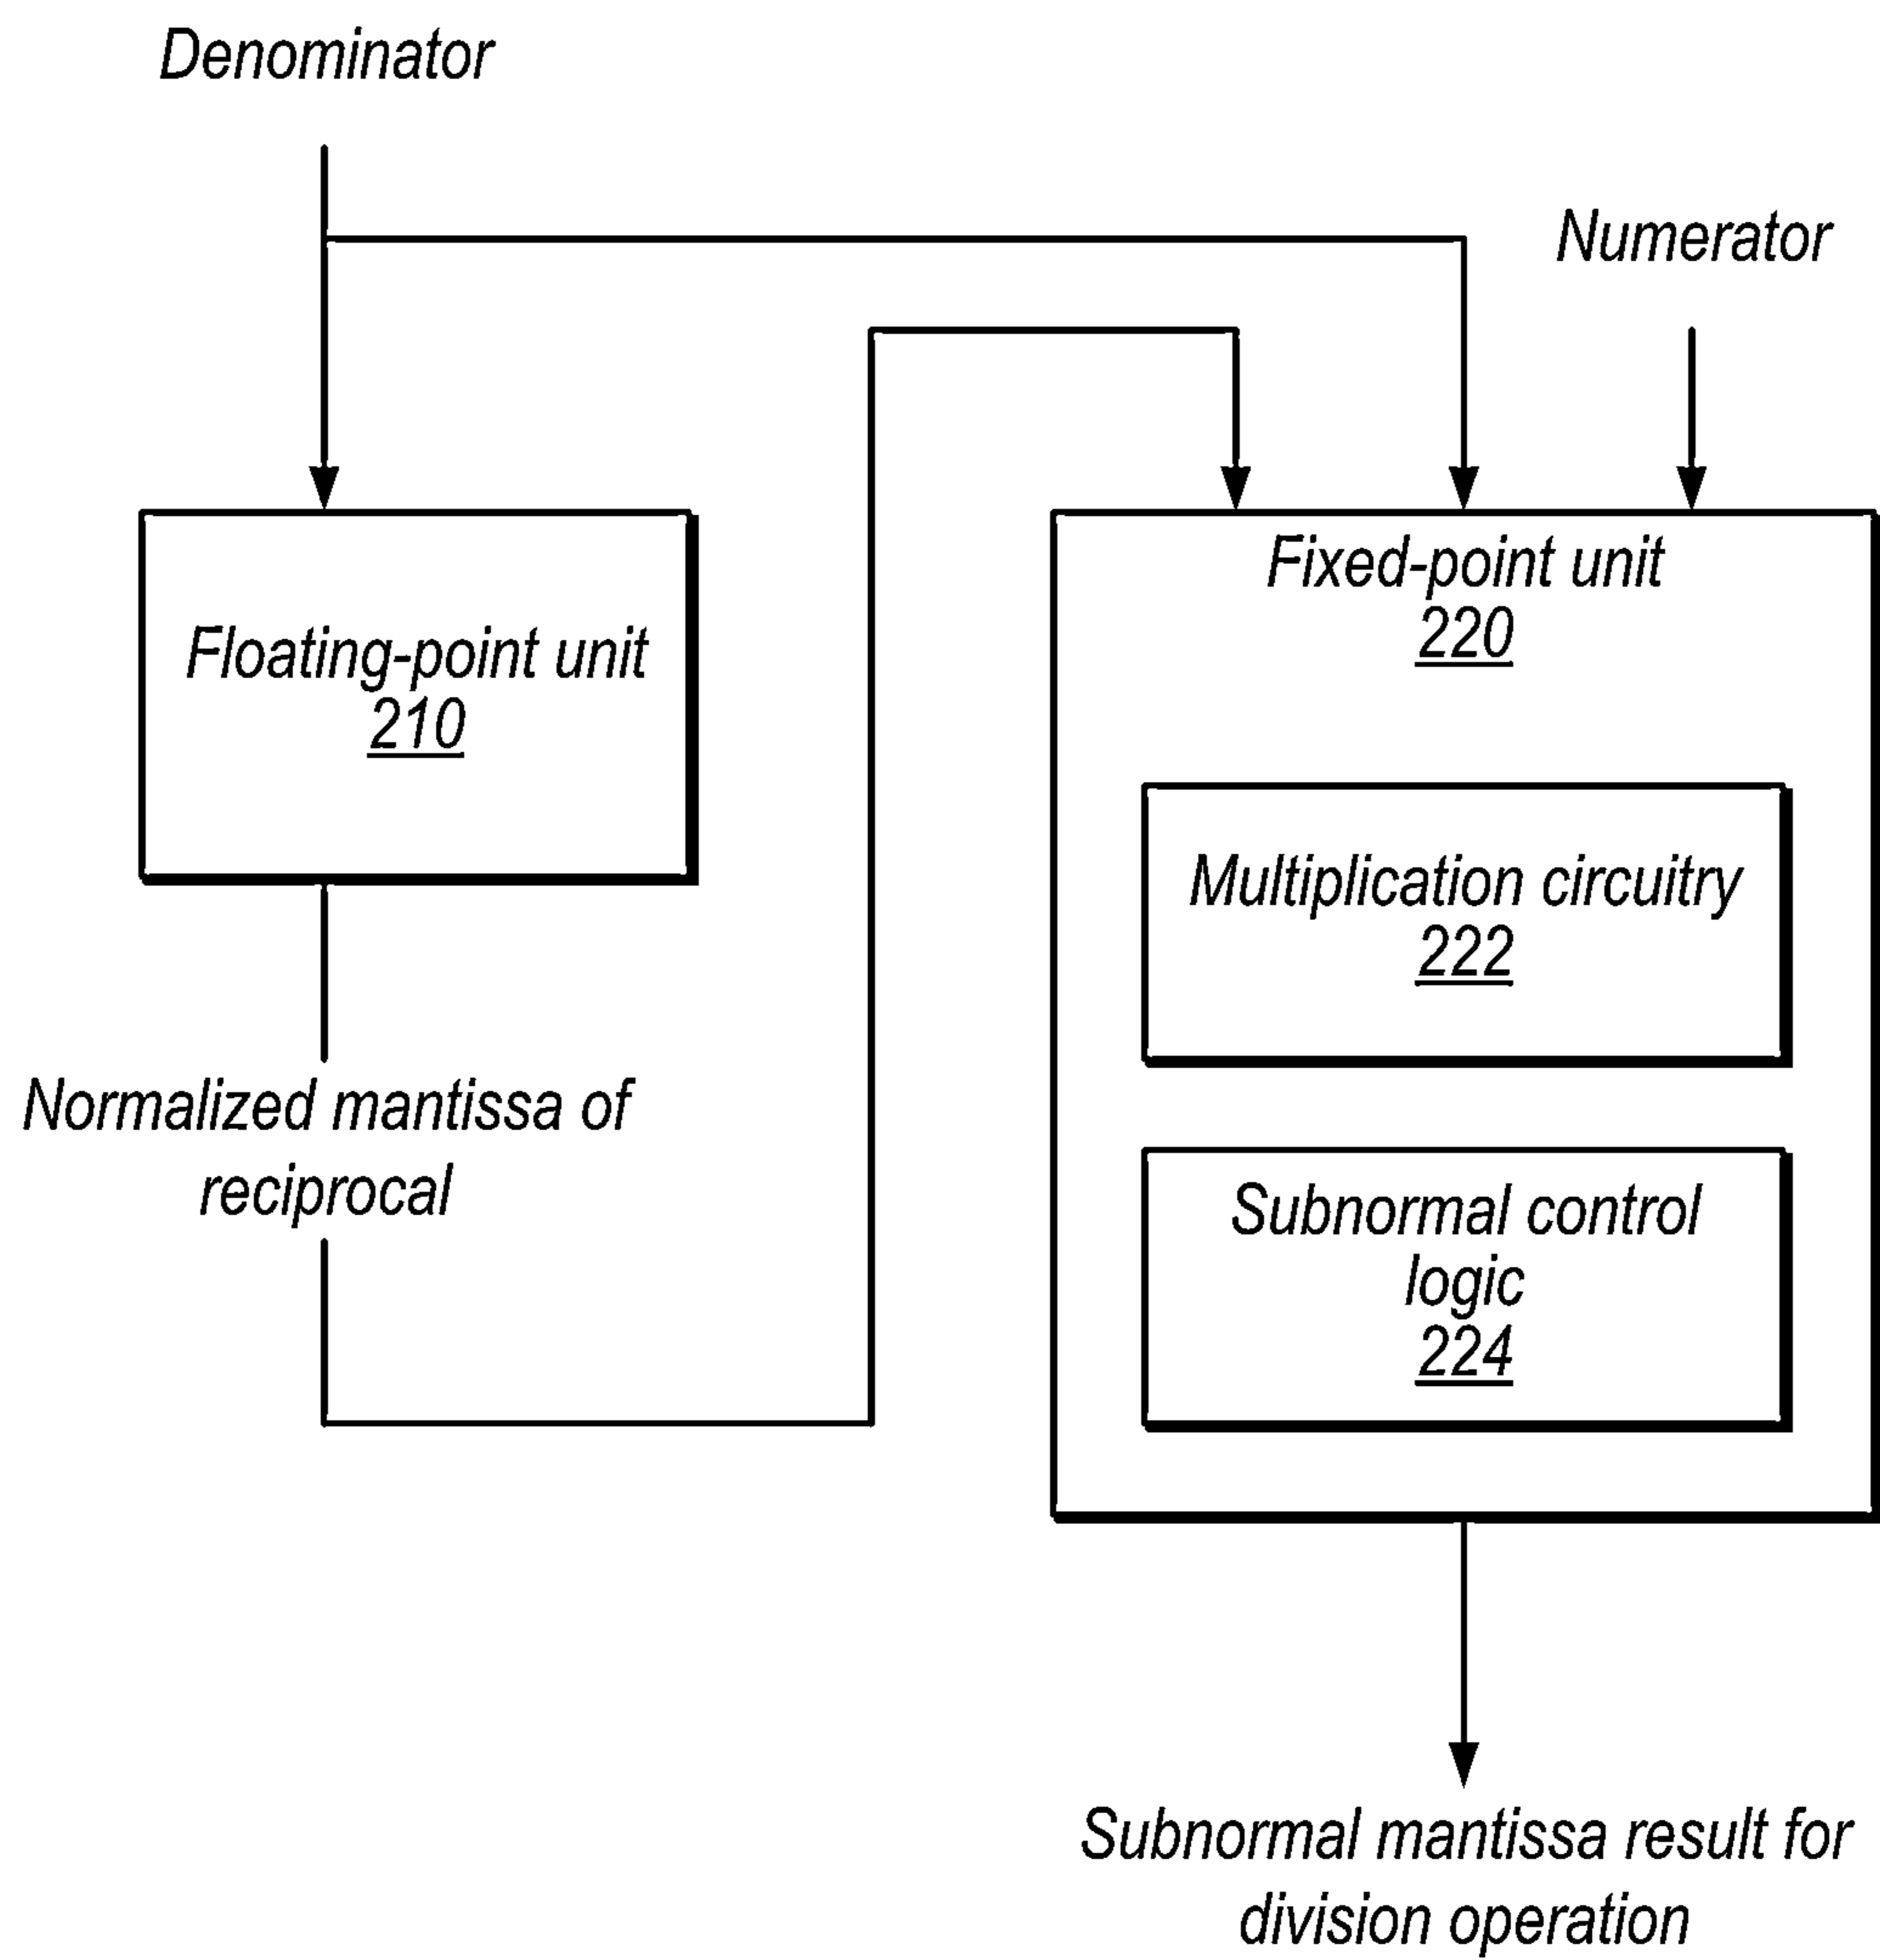 Denominator
Numerator
Floating-point unit
210
Normalized mantissa of
reciprocal
Fixed-point unit
220
Multiplication circuitry
222
Subnormal control
logic
224
Subnormal mantissa result for
division operation